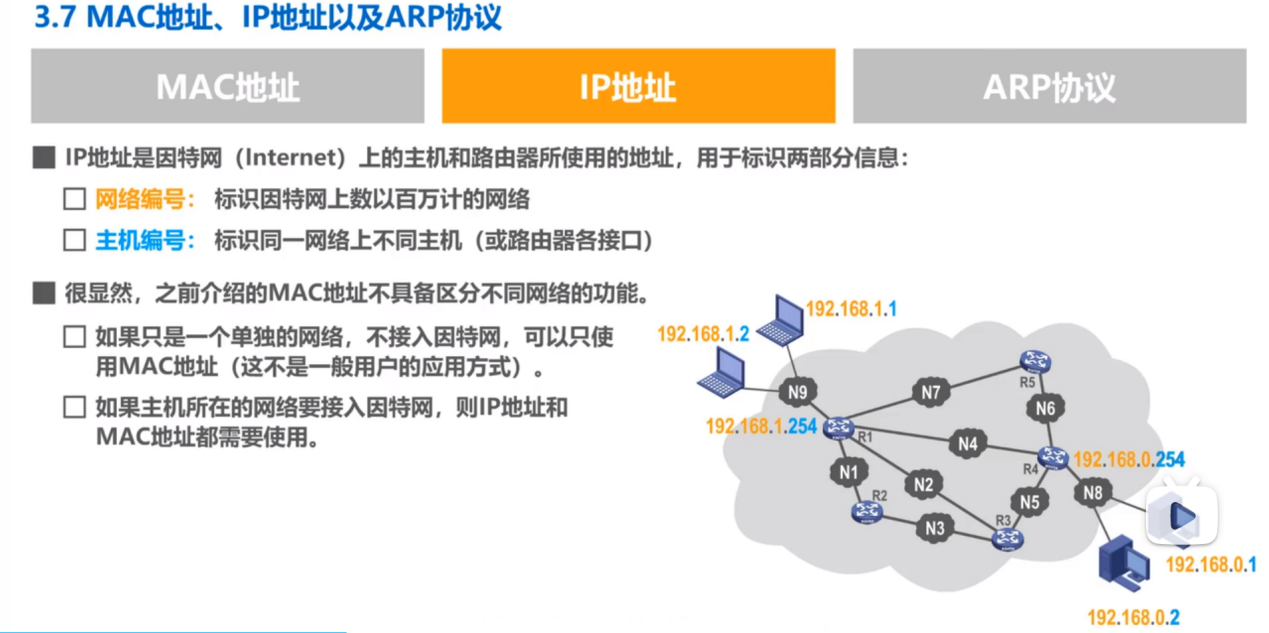 3.7 MAC地址、IP地址以及ARP协议
MAC地址
IP地址
ARP协议
IP地址是因特网（Internet）上的主机和路由器所使用的地址，用于标识两部分信息：
网络编号： 标识因特网上数以百万计的网络
主机编号： 标识同一网络上不同主机（或路由器各接口）
很显然，之前介绍的MAC地址不具备区分不同网络的功能。
如果只是一个单独的网络，不接入因特网，可以只使
用MAC地址（这不是一般用户的应用方式）。
如果主机所在的网络要接入因特网，则IP地址和
MAC地址都需要使用。
192.168.1.1
192.168.1.2
N9
N7
R5
N6
192.168.1.254
R1
N4
R4
192.168.0.254
N1
N2
N8
R2
N5
N3
R3
192.168.0.1
192.168.0.2